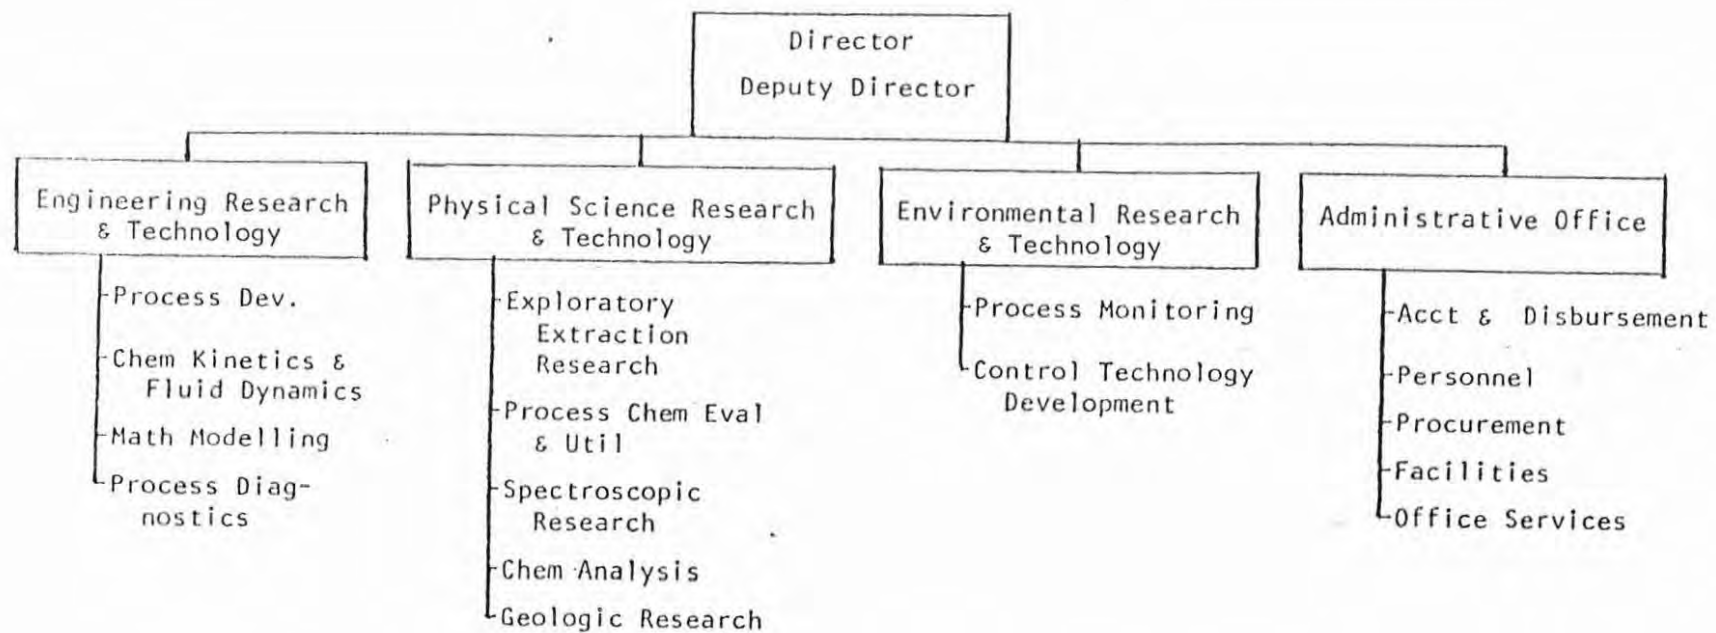 Director
Deputy Director
Engineering Research
& Technology
Process Dev.
Chem Kinetics &
Fluid Dynamics
Math Modelling
Process Diag-
nostics
Physical Science Research
& Technology
Exploratory
Extraction
Research
Process Chem Eval
& Util
Spectroscopic
Research
Chem Analysis
Geologic Research
Environmental Research
& Technology
Process Monitoring
Control Technology
Development
Administrative Office
Acct & Disbursement
Personnel
Procurement
Facilities
Office Services